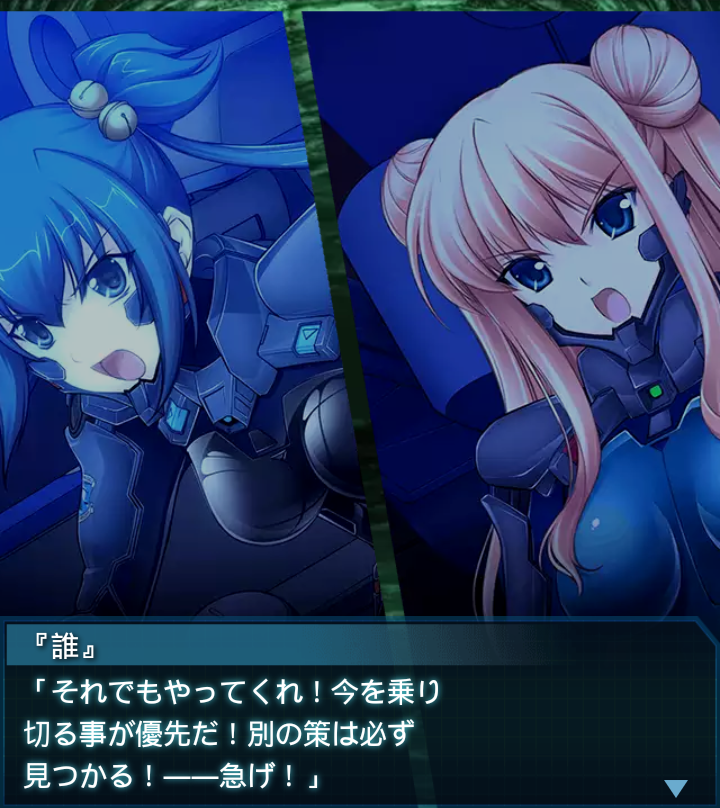 『誰』
「それでもやってくれ！今を乗り
切る事が優先だ！別の策は必ず
見つかる！――急げ！」